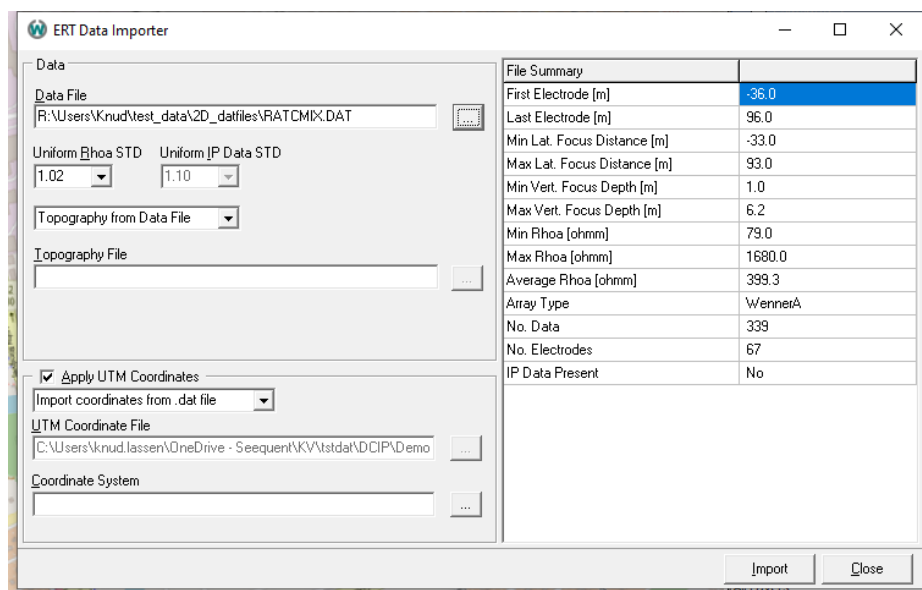 ERT Data Importer
Data
Data File
R:\Users\Knud\test_data\2D_datfiles\RATCMIX.DAT
...
Uniform Rhoa STD Uniform IP Data STD
1.02 1.10
Topography from Data File
Topography File
...
Apply UTM Coordinates
Import coordinates from .dat file
UTM Coordinate File
C:\Users\knud.lassen\OneDrive - Seequent\KV\tstdat\DCIP\Demo
...
Coordinate System
...
File Summary
First Electrode [m] -36.0
Last Electrode [m] 96.0
Min Lat. Focus Distance [m] -33.0
Max Lat. Focus Distance [m] 93.0
Min Vert. Focus Depth [m] 1.0
Max Vert. Focus Depth [m] 6.2
Min Rhoa [ohmm] 79.0
Max Rhoa [ohmm] 1680.0
Average Rhoa [ohmm] 399.3
Array Type WennerA
No. Data 339
No. Electrodes 67
IP Data Present No
Import Close